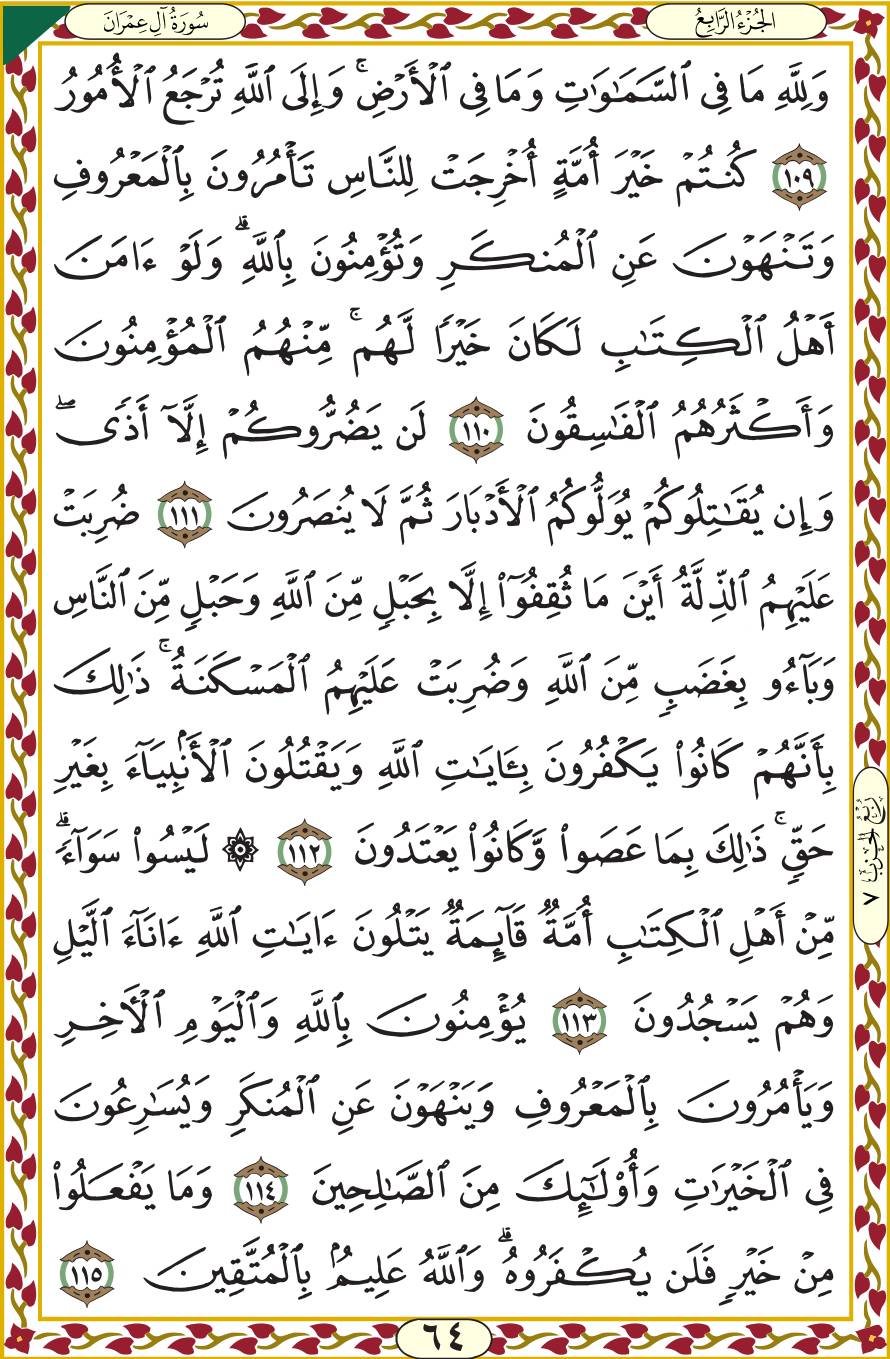 الجُزْءُ الرَّابِعُ
سُورَةُ آلِ عِمْرَانَ
وَلِلَّهِ مَا فِى ٱلسَّمَـٰوَٰتِ وَمَا فِى ٱلْأَرْضِ ۚ وَإِلَى ٱللَّهِ تُرْجَعُ ٱلْأُمُورُ
١٠٩ كُنتُمْ خَيْرَ أُمَّةٍ أُخْرِجَتْ لِلنَّاسِ تَأْمُرُونَ بِٱلْمَعْرُوفِ
وَتَنْهَوْنَ عَنِ ٱلْمُنكَرِ وَتُؤْمِنُونَ بِٱللَّهِ ۗ وَلَوْ ءَامَنَ
أَهْلُ ٱلْكِتَـٰبِ لَكَانَ خَيْرًا لَّهُم ۚ مِّنْهُمُ ٱلْمُؤْمِنُونَ
وَأَكْثَرُهُمُ ٱلْفَـٰسِقُونَ ١١٠ لَن يَضُرُّوكُمْ إِلَّآ أَذًى ۖ
وَإِن يُقَـٰتِلُوكُمْ يُوَلُّوكُمُ ٱلْأَدْبَارَ ثُمَّ لَا يُنصَرُونَ ١١١ ضُرِبَتْ
عَلَيْهِمُ ٱلذِّلَّةُ أَيْنَ مَا ثُقِفُوٓا۟ إِلَّا بِحَبْلٍ مِّنَ ٱللَّهِ وَحَبْلٍ مِّنَ ٱلنَّاسِ
وَبَآءُو بِغَضَبٍ مِّنَ ٱللَّهِ وَضُرِبَتْ عَلَيْهِمُ ٱلْمَسْكَنَةُ ۚ ذَٰلِكَ
بِأَنَّهُمْ كَانُوا۟ يَكْفُرُونَ بِـَٔايَـٰتِ ٱللَّهِ وَيَقْتُلُونَ ٱلْأَنۢبِيَآءَ بِغَيْرِ
حَقٍّ ۚ ذَٰلِكَ بِمَا عَصَوا۟ وَّكَانُوا۟ يَعْتَدُونَ ١١٢ ۞ لَيْسُوا۟ سَوَآءً ۗ
مِّنْ أَهْلِ ٱلْكِتَـٰبِ أُمَّةٌ قَآئِمَةٌ يَتْلُونَ ءَايَـٰتِ ٱللَّهِ ءَانَآءَ ٱلَّيْلِ
وَهُمْ يَسْجُدُونَ ١١٣ يُؤْمِنُونَ بِٱللَّهِ وَٱلْيَوْمِ ٱلْـَٔاخِرِ
وَيَأْمُرُونَ بِٱلْمَعْرُوفِ وَيَنْهَوْنَ عَنِ ٱلْمُنكَرِ وَيُسَـٰرِعُونَ
فِى ٱلْخَيْرَٰتِ وَأُو۟لَـٰٓئِكَ مِنَ ٱلصَّـٰلِحِينَ ١١٤ وَمَا يَفْعَلُوا۟
مِنْ خَيْرٍ فَلَن يُكْفَرُوهُ ۗ وَٱللَّهُ عَلِيمٌۢ بِٱلْمُتَّقِينَ ١١٥
رُبْعُ الحِزْبِ ٧
٦٤